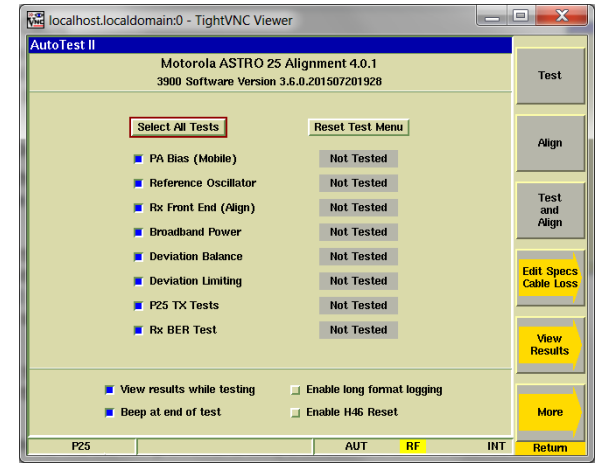 localhost.localdomain:0 - TightVNC Viewer
AutoTest II
Motorola ASTRO 25 Alignment 4.0.1
3900 Software Version 3.6.0.201507201928
Select All Tests Reset Test Menu
PA Bias (Mobile) Not Tested
Reference Oscillator Not Tested
Rx Front End (Align) Not Tested
Broadband Power Not Tested
Deviation Balance Not Tested
Deviation Limiting Not Tested
P25 TX Tests Not Tested
Rx BER Test Not Tested
View results while testing Enable long format logging
Beep at end of test Enable H46 Reset
P25 AUT RF INT
Test
Align
Test
and
Align
Edit Specs
Cable Loss
View
Results
More
Return